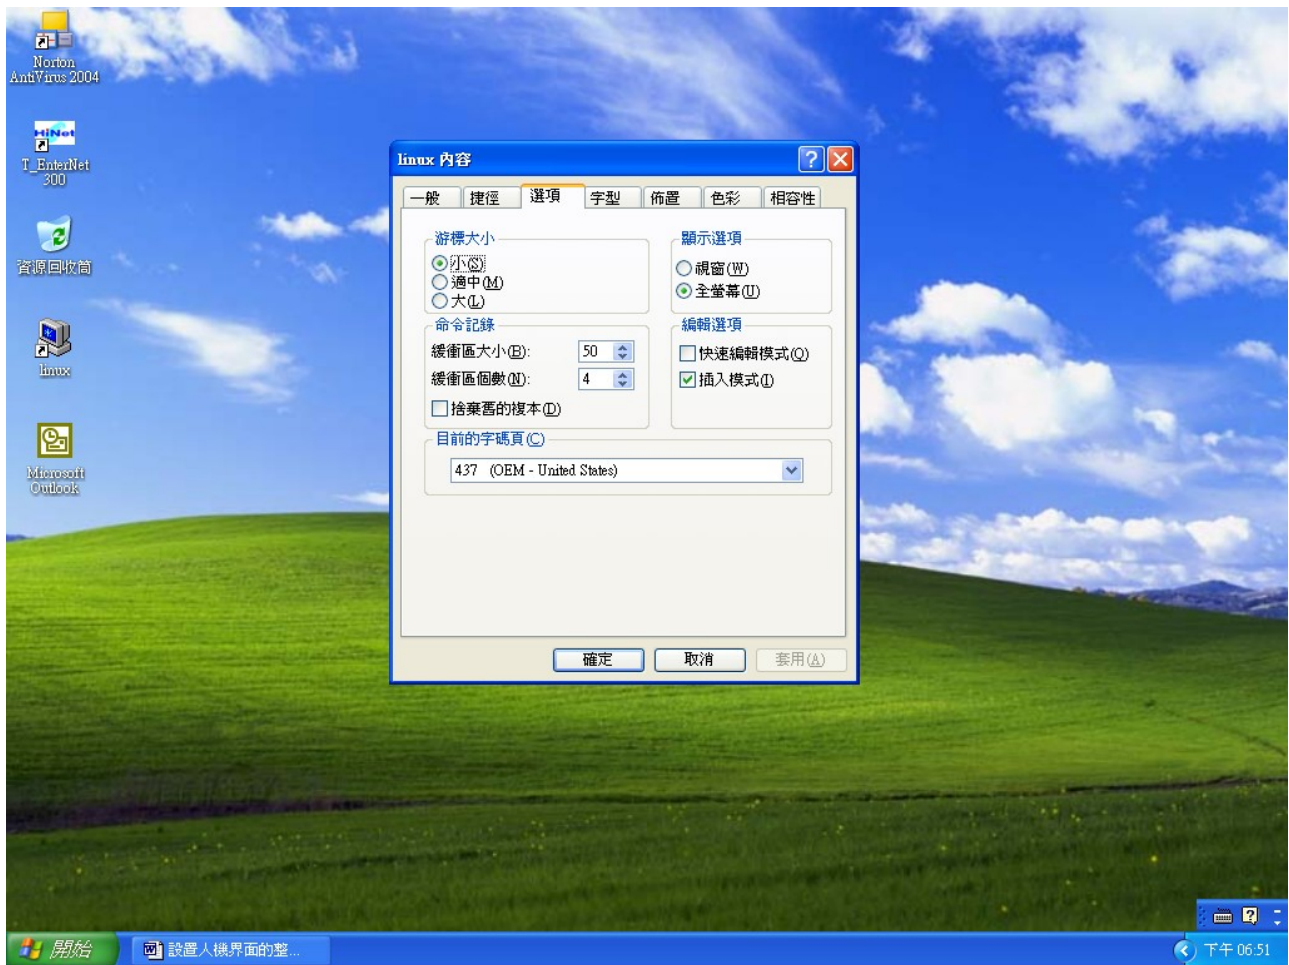 Norton
AntiVirus 2004
HiNet
T_EnterNet
300
資源回收筒
linux
Microsoft
Outlook
linux 內容
一般
捷徑
選項
字型
佈置
色彩
相容性
游標大小
小(S)
適中(M)
大(L)
顯示選項
視窗(W)
全螢幕(U)
命令記錄
緩衝區大小(B):
50
緩衝區個數(N):
4
捨棄舊的複本(D)
編輯選項
快速編輯模式(Q)
插入模式(I)
目前的字碼頁(C)
437 (OEM - United States)
確定
取消
套用(A)
開始
設置人機界面的整...
下午 06:51